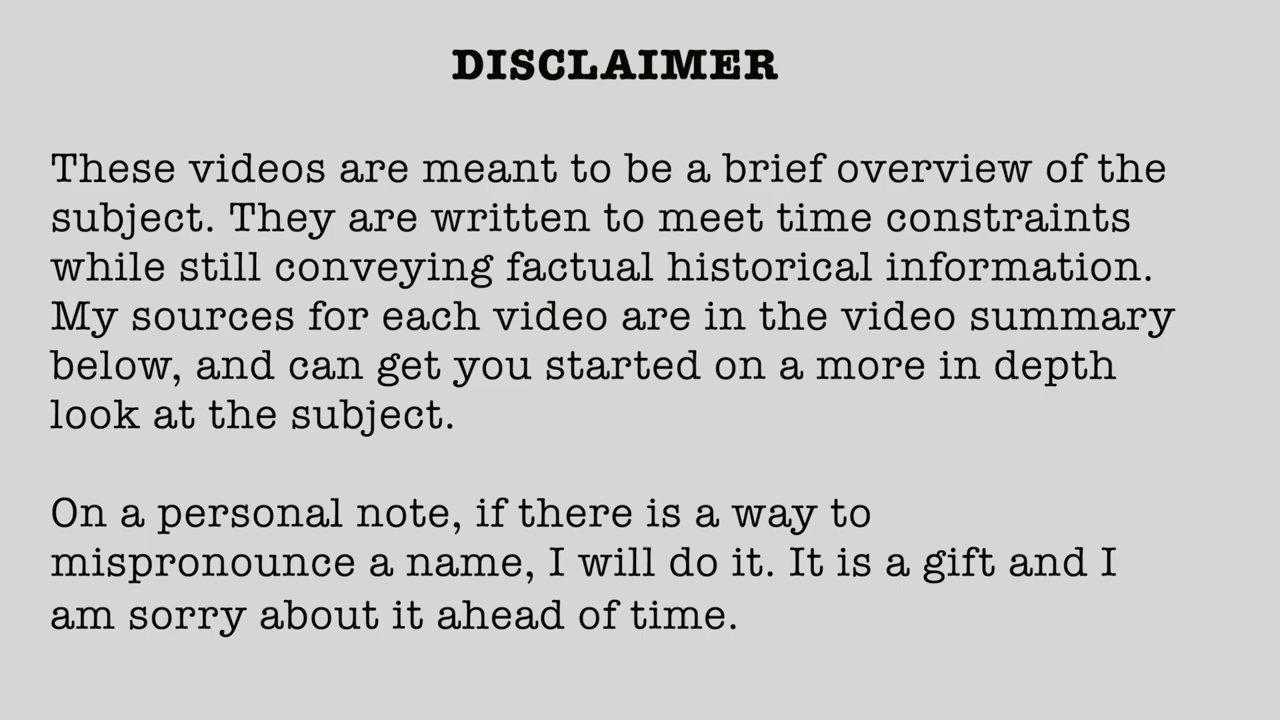 DISCLAIMER
These videos are meant to be a brief overview of the
subject. They are written to meet time constraints
while still conveying factual historical information.
My sources for each video are in the video summary
below, and can get you started on a more in depth
look at the subject.
On a personal note, if there is a way to
mispronounce a name, I will do it. It is a gift and I
am sorry about it ahead of time.